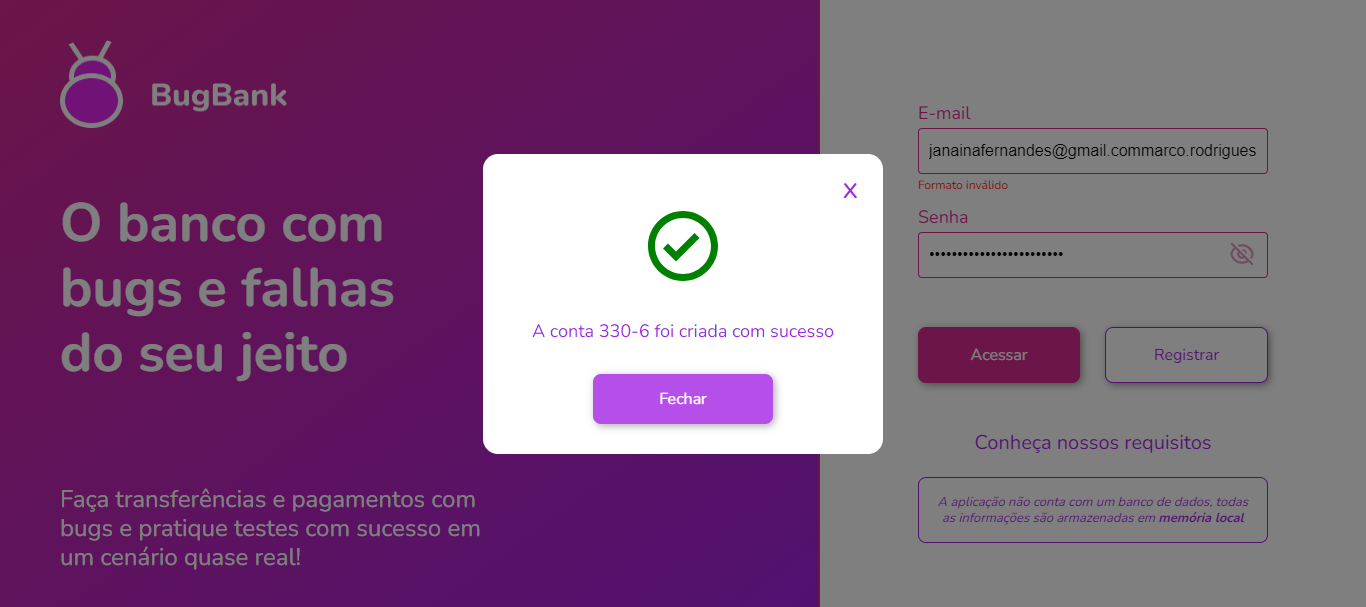 BugBank
O banco com
bugs e falhas
do seu jeito
Faça transferências e pagamentos com
bugs e pratique testes com sucesso em
um cenário quase real!
X
A conta 330-6 foi criada com sucesso
Fechar
E-mail
janainafernandes@gmail.commarco.rodrigues
Formato inválido
Senha
••••••••••••••••••••••••
Acessar
Registrar
Conheça nossos requisitos
A aplicação não conta com um banco de dados, todas
as informações são armazenadas em memória local